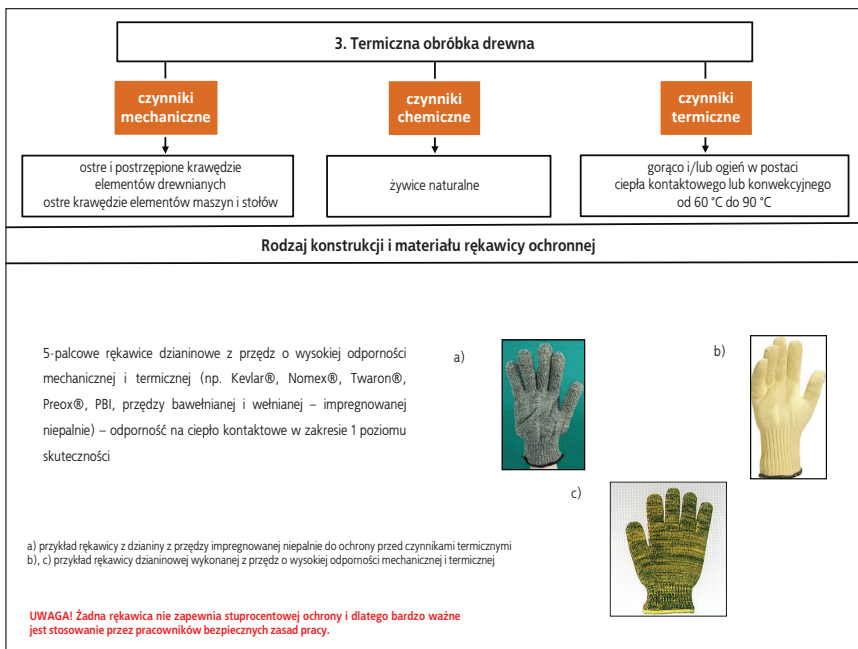 3. Termiczna obróbka drewna
czynniki
mechaniczne
czynniki
chemiczne
czynniki
termiczne
ostre i postrzępione krawędzie
elementów drewnianych
ostre krawędzie elementów maszyn i stołów
żywice naturalne
gorąco i/lub ogień w postaci
ciepła kontaktowego lub konwekcyjnego
od 60 °C do 90 °C
Rodzaj konstrukcji i materiału rękawicy ochronnej
5-palcowe rękawice dzianinowe z przędz o wysokiej odporności
mechanicznej i termicznej (np. Kevlar®, Nomex®, Twaron®,
Preox®, PBI, przędzy bawełnianej i wełnianej – impregnowanej
niepalnie) – odporność na ciepło kontaktowe w zakresie 1 poziomu
skuteczności
a)
b)
c)
a) przykład rękawicy z dzianiny z przędzy impregnowanej niepalnie do ochrony przed czynnikami termicznymi
b), c) przykład rękawicy dzianinowej wykonanej z przędz o wysokiej odporności mechanicznej i termicznej
UWAGA! Żadna rękawica nie zapewnia stuprocentowej ochrony i dlatego bardzo ważne
jest stosowanie przez pracowników bezpiecznych zasad pracy.